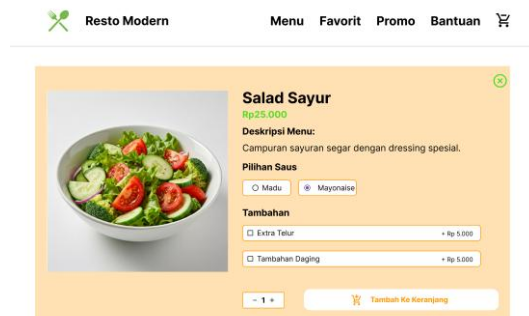 Resto Modern Menu Favorit Promo Bantuan
Salad Sayur
Rp25.000
Deskripsi Menu:
Campuran sayuran segar dengan dressing spesial.
Pilihan Saus
Madu Mayonaise
Tambahan
Extra Telur + Rp 5.000
Tambahan Daging + Rp 5.000
- 1 + Tambah Ke Keranjang